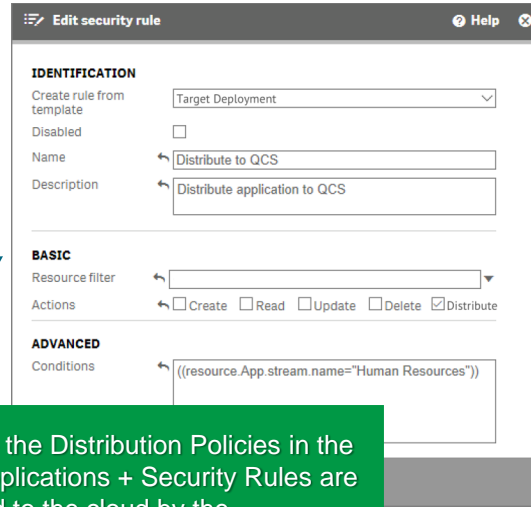 Edit security rule
Help
IDENTIFICATION
Create rule from
template
Target Deployment
Disabled
Name
Distribute to QCS
Description
Distribute application to QCS
BASIC
Resource filter
Actions
Create Read Update Delete Distribute
ADVANCED
Conditions
((resource.App.stream.name="Human Resources"))
the Distribution Policies in the
plications + Security Rules are
to the cloud by the